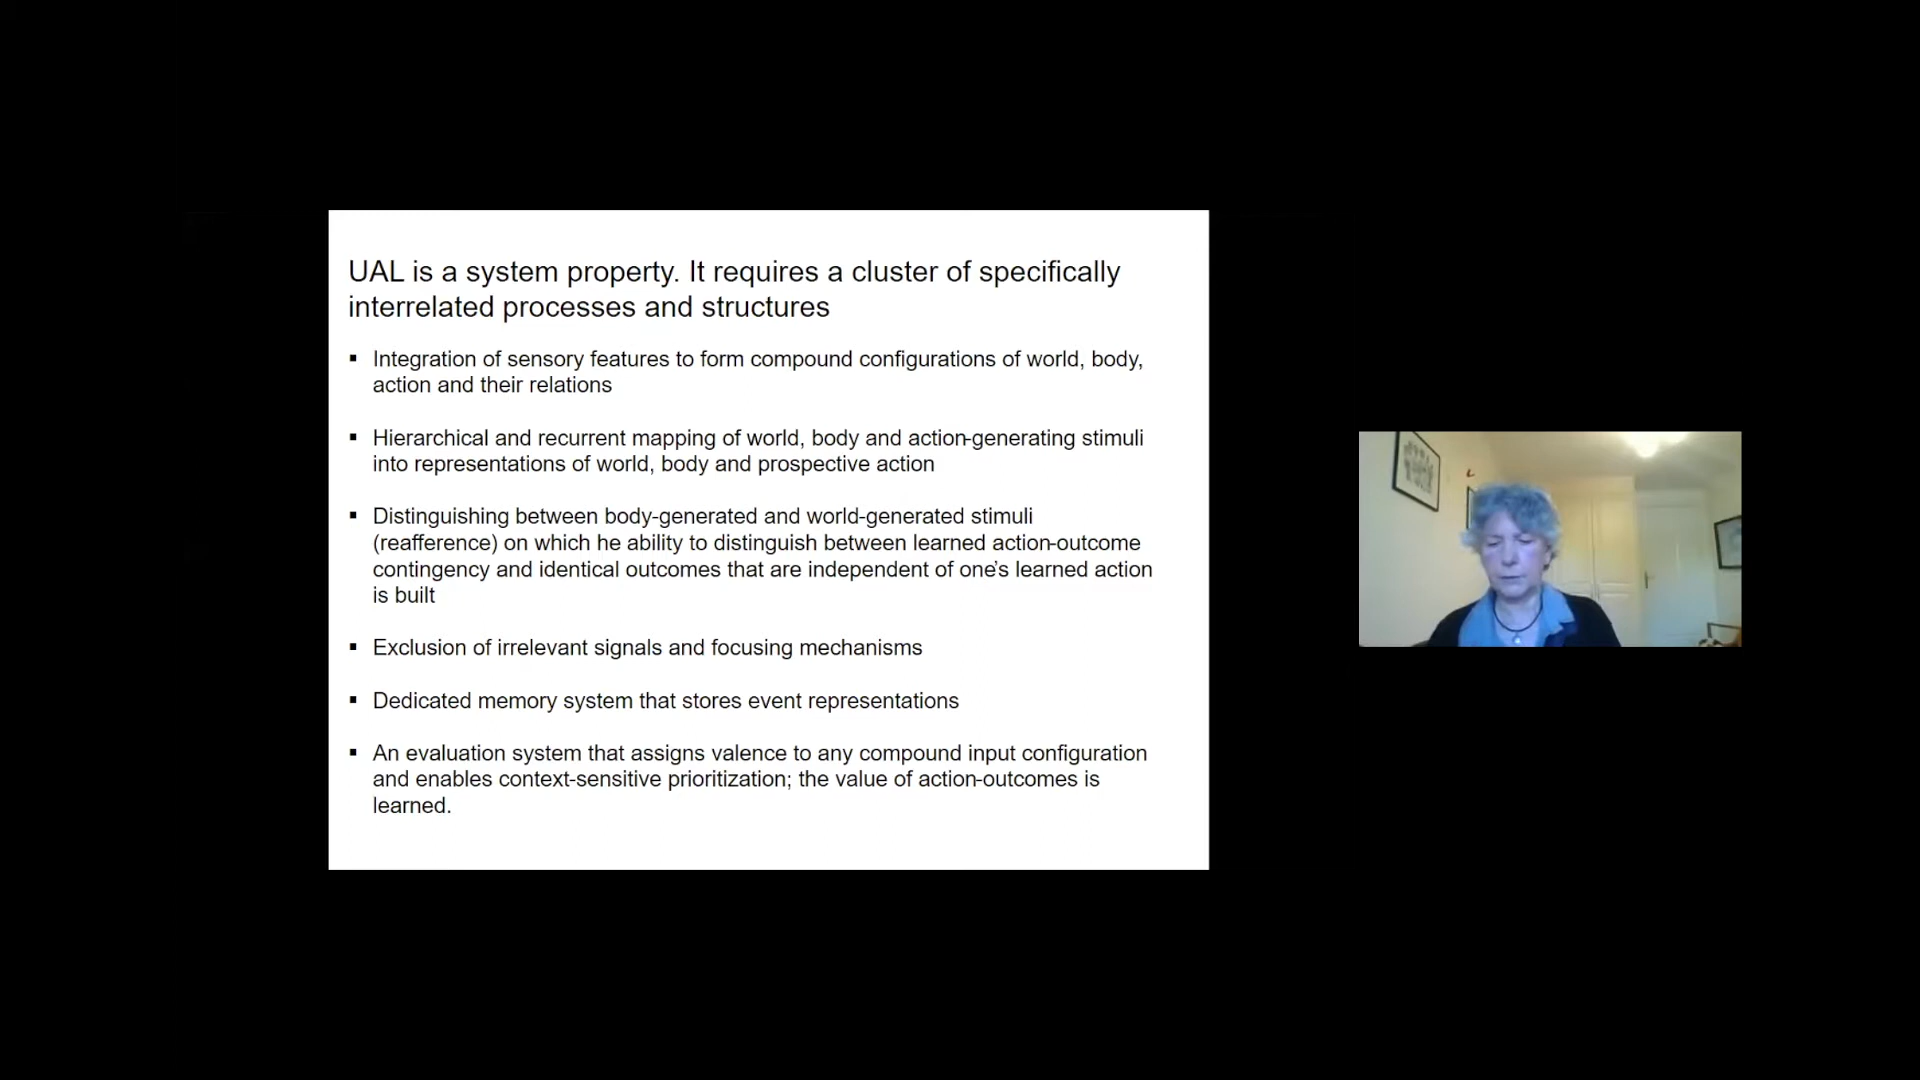 UAL is a system property. It requires a cluster of specifically
interrelated processes and structures
▪ Integration of sensory features to form compound configurations of world, body,
action and their relations
▪ Hierarchical and recurrent mapping of world, body and action-generating stimuli
into representations of world, body and prospective action
▪ Distinguishing between body-generated and world-generated stimuli
(reafference) on which he ability to distinguish between learned action-outcome
contingency and identical outcomes that are independent of one's learned action
is built
▪ Exclusion of irrelevant signals and focusing mechanisms
▪ Dedicated memory system that stores event representations
▪ An evaluation system that assigns valence to any compound input configuration
and enables context-sensitive prioritization; the value of action-outcomes is
learned.